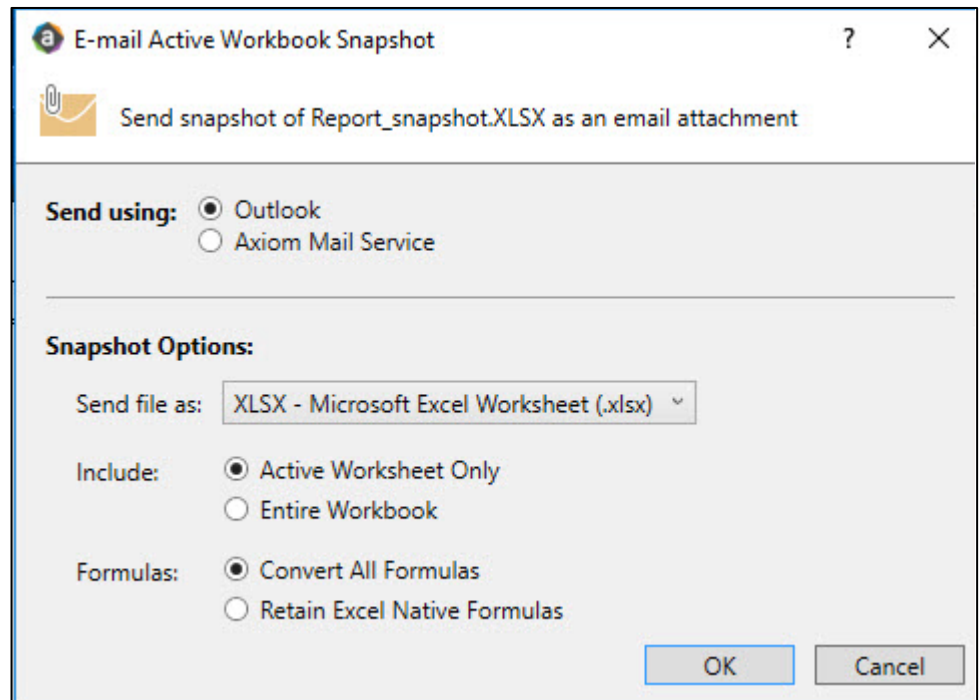 E-mail Active Workbook Snapshot
?
Send snapshot of Report_snapshot.XLSX as an email attachment
Send using: Outlook
Axiom Mail Service
Snapshot Options:
Send file as: XLSX - Microsoft Excel Worksheet (.xlsx)
Include: Active Worksheet Only
Entire Workbook
Formulas: Convert All Formulas
Retain Excel Native Formulas
OK Cancel